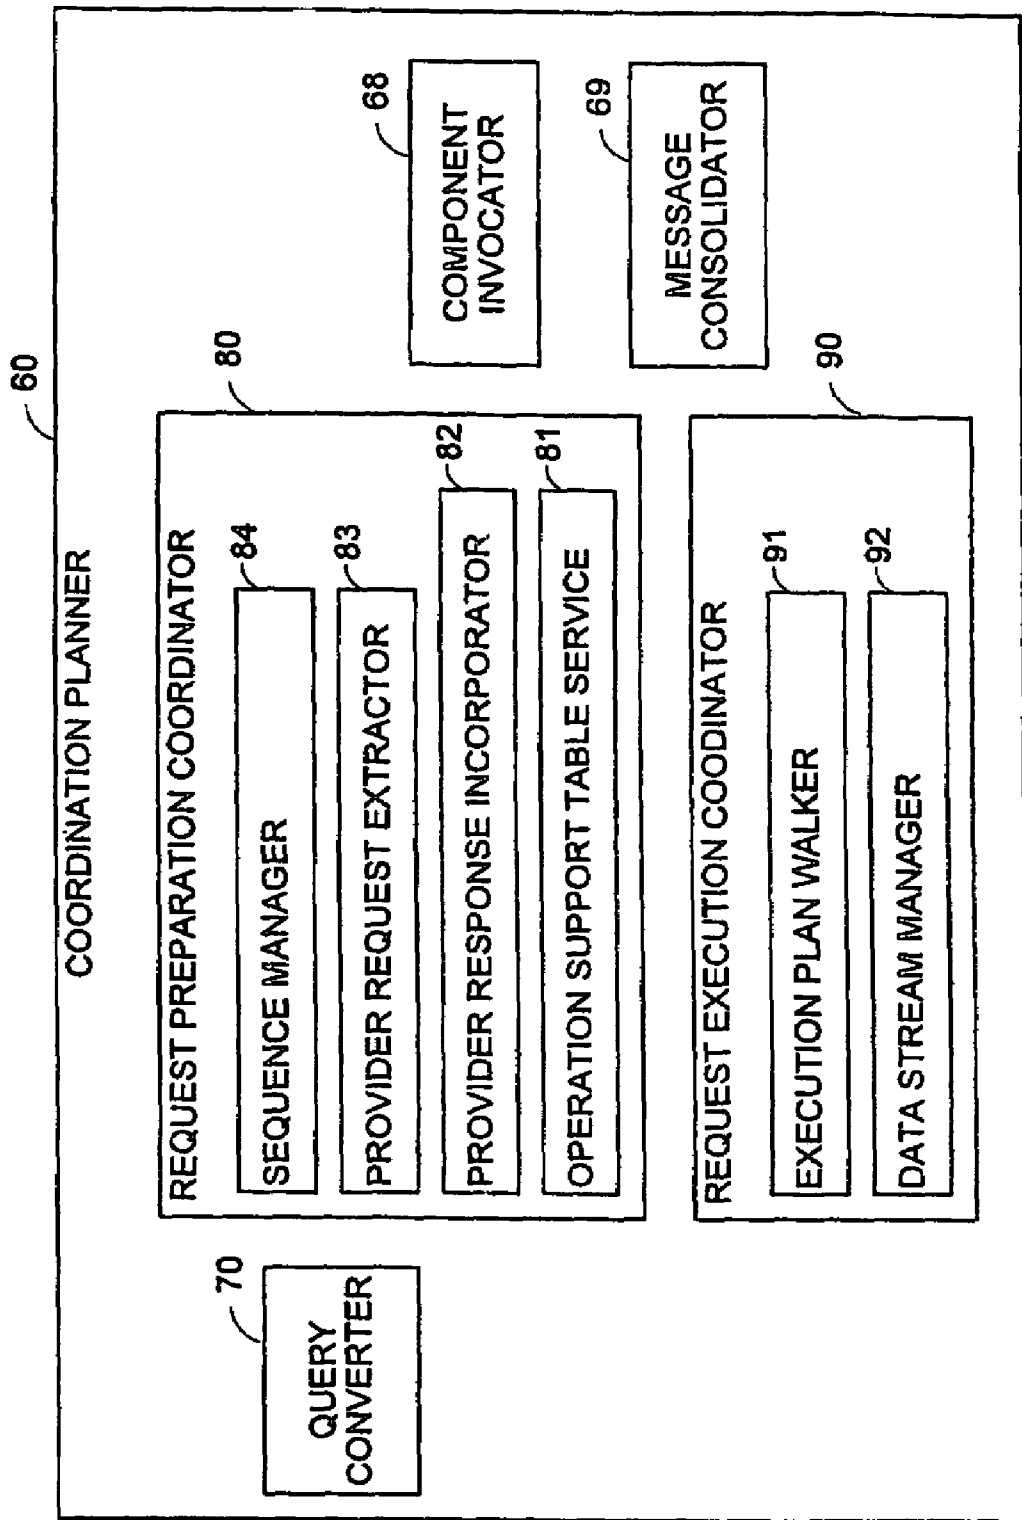 60
COORDINATION PLANNER
70
QUERY
CONVERTER
80
REQUEST PREPARATION COORDINATOR
84
SEQUENCE MANAGER
83
PROVIDER REQUEST EXTRACTOR
82
PROVIDER RESPONSE INCORPORATOR
81
OPERATION SUPPORT TABLE SERVICE
90
REQUEST EXECUTION COODINATOR
91
EXECUTION PLAN WALKER
92
DATA STREAM MANAGER
68
COMPONENT
INVOCATOR
69
MESSAGE
CONSOLIDATOR